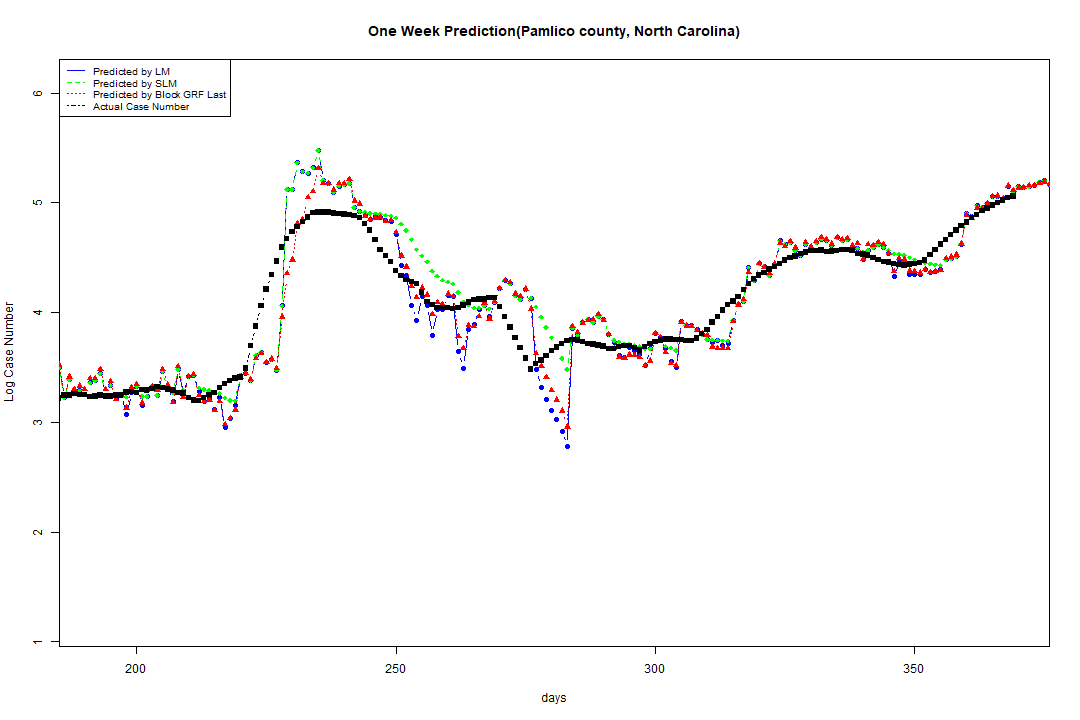 One Week Prediction(Pamlico county, North Carolina)
Predicted by LM
Predicted by SLM
Predicted by Block GRF Last
Actual Case Number
6
5
4
3
2
1
Log Case Number
200 250 300 350
days